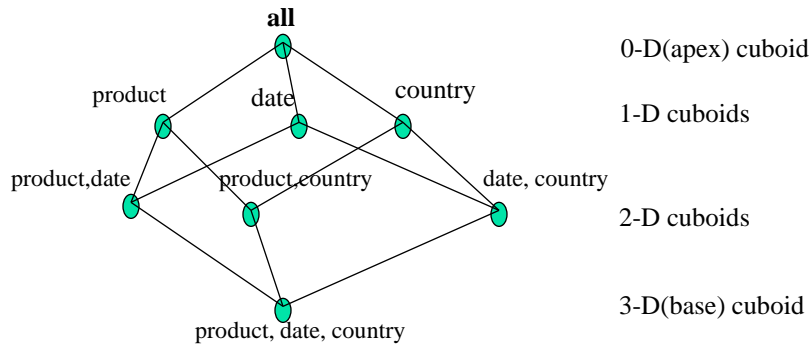 all
0-D(apex) cuboid
product
date
country
1-D cuboids
product,date
product,country
date, country
2-D cuboids
3-D(base) cuboid
product, date, country